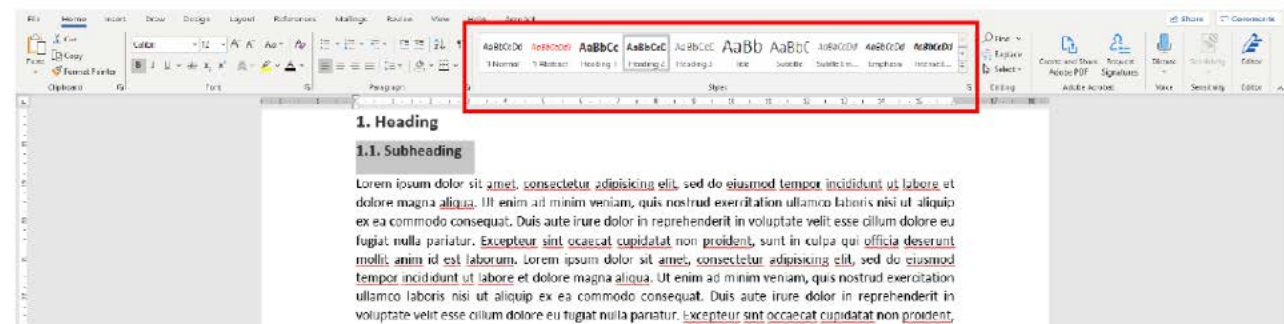 File Home Insert Draw Design Layout References Mailings Review View Help Acrobat
Share Comments
Cut
Copy
Format Painter
Clipboard
Calibri 12
Font
Paragraph
AaBbCcDd AaBbCcDd AaBbCc AaBbCcC AaBbCcC AaBb AaBbC AaBbCcDd AaBbCcDd AaBbCcDd
1 Normal 1 Abstract Heading 1 Heading 2 Heading 3 Title Subtitle Subtle Em... Emphasis Intense E...
Styles
Find
Replace
Select
Editing
Create and Share
Adobe PDF
Request
Signatures
Adobe Acrobat
Dictate
Voice
Sensitivity
Sensitivity
Editor
Editor
1. Heading
1.1. Subheading
Lorem ipsum dolor sit amet, consectetur adipisicing elit, sed do eiusmod tempor incididunt ut labore et
dolore magna aliqua. Ut enim ad minim veniam, quis nostrud exercitation ullamco laboris nisi ut aliquip
ex ea commodo consequat. Duis aute irure dolor in reprehenderit in voluptate velit esse cillum dolore eu
fugiat nulla pariatur. Excepteur sint ocaecat cupidatat non proident, sunt in culpa qui officia deserunt
mollit anim id est laborum. Lorem ipsum dolor sit amet, consectetur adipisicing elit, sed do eiusmod
tempor incididunt ut labore et dolore magna aliqua. Ut enim ad minim veniam, quis nostrud exercitation
ullamco laboris nisi ut aliquip ex ea commodo consequat. Duis aute irure dolor in reprehenderit in
voluptate velit esse cillum dolore eu fugiat nulla pariatur. Excepteur sint occaecat cupidatat non proident,